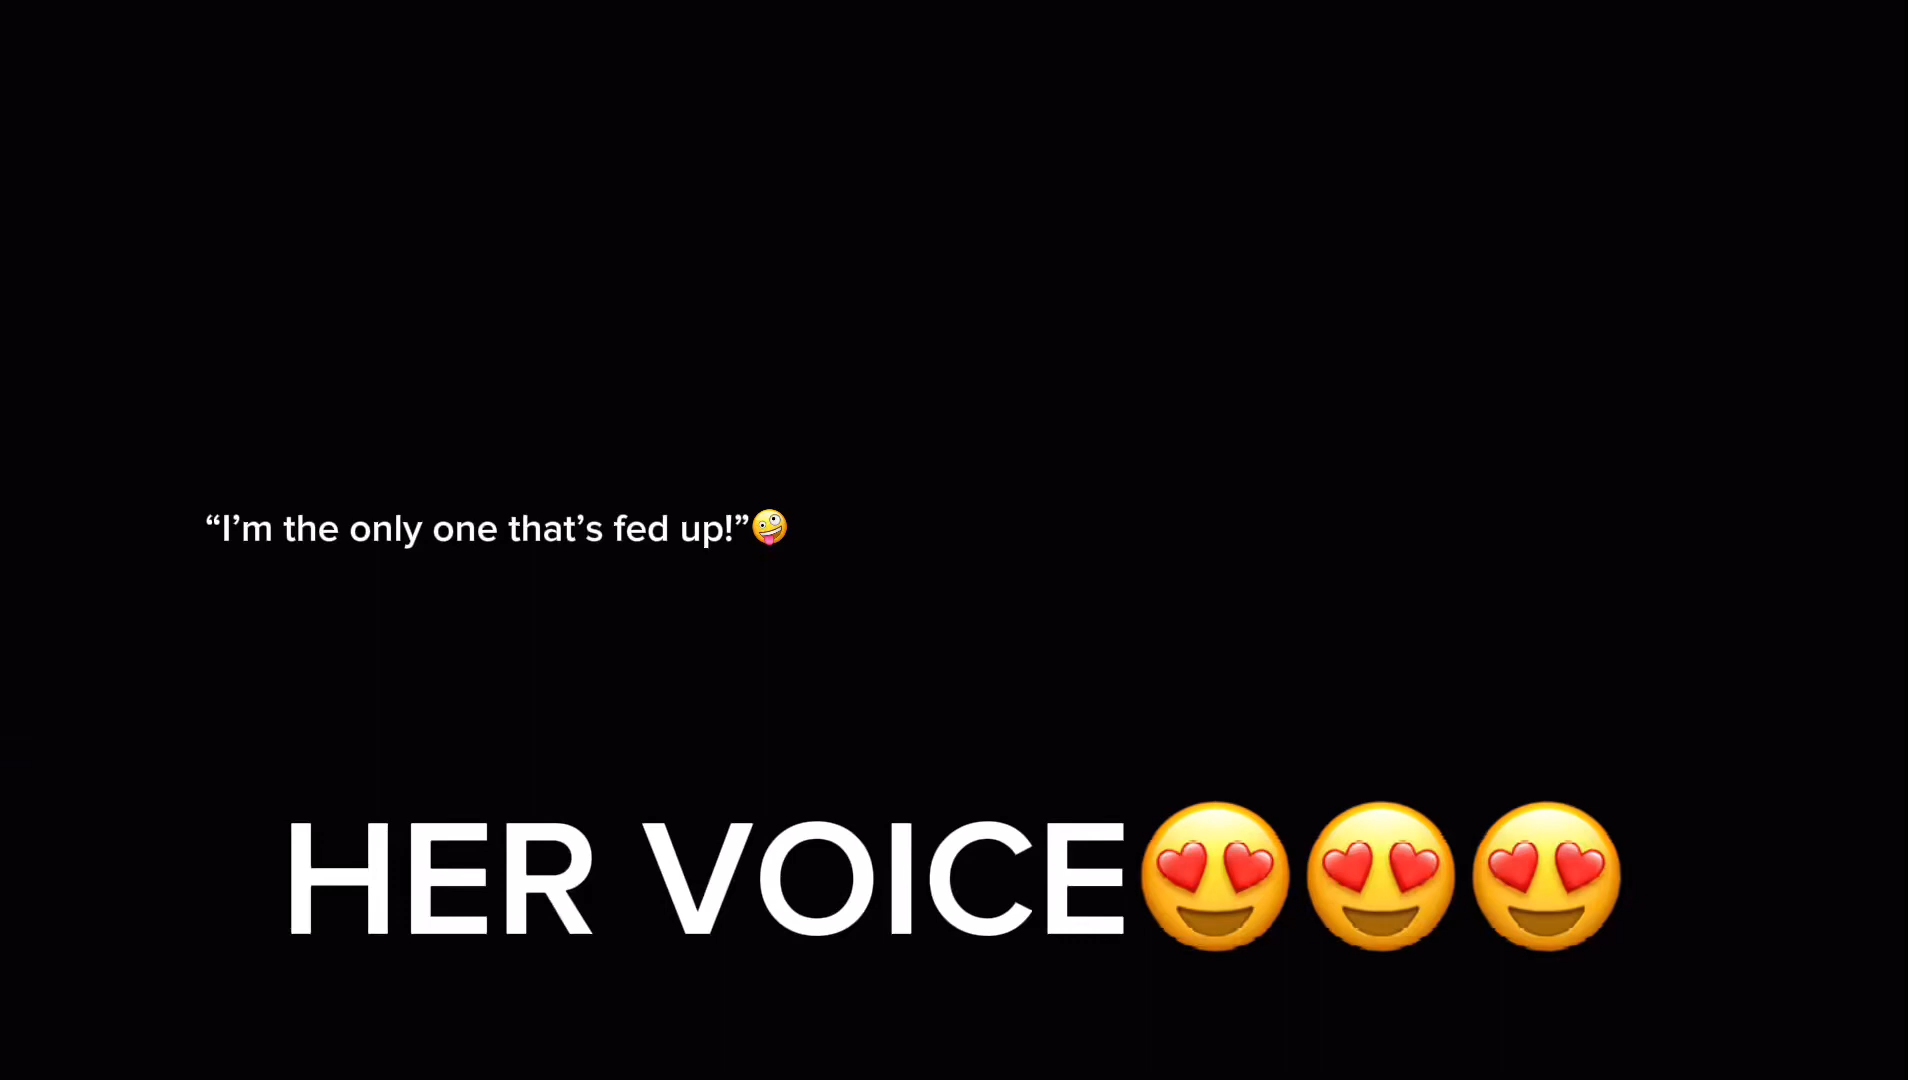 “I’m the only one that’s fed up!”🤪
HER VOICE😍😍😍